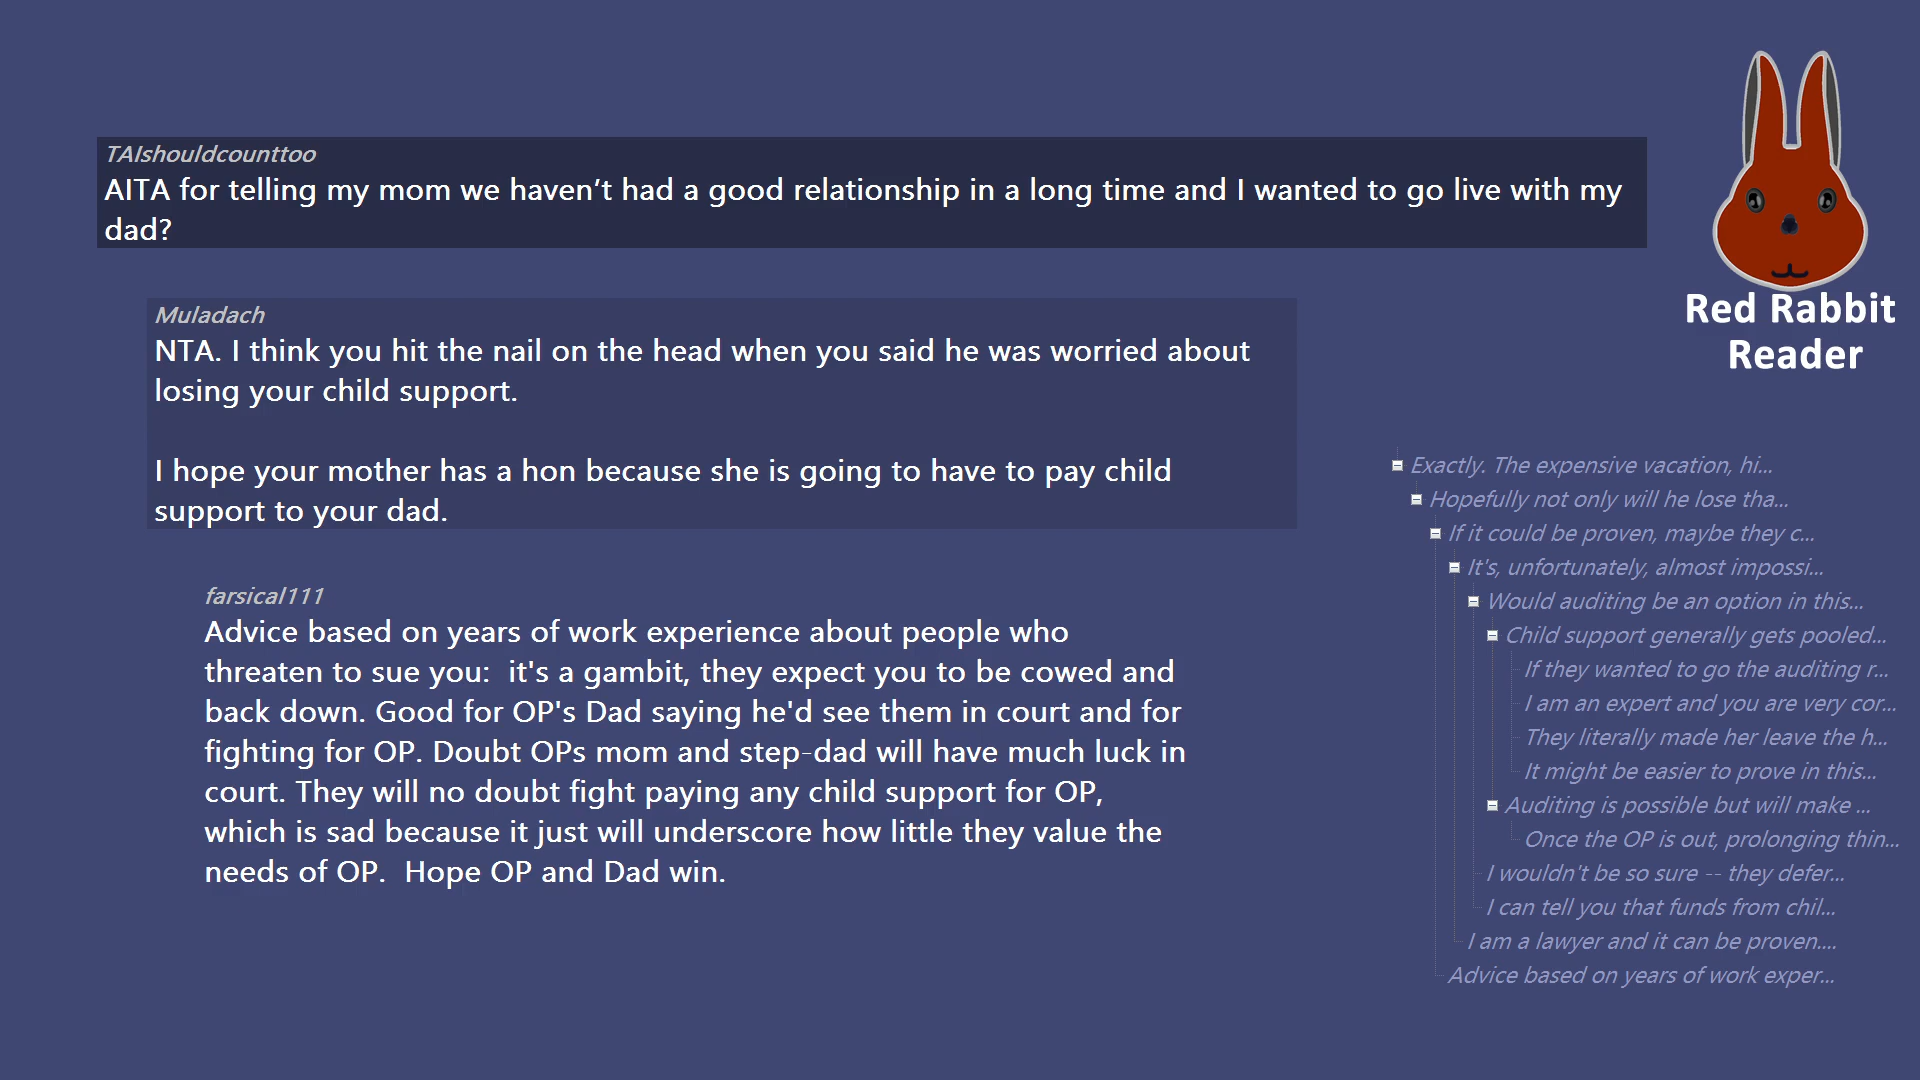 TAIshouldcounttoo
AITA for telling my mom we haven’t had a good relationship in a long time and I wanted to go live with my
dad?
Muladach
NTA. I think you hit the nail on the head when you said he was worried about
losing your child support.
I hope your mother has a hon because she is going to have to pay child
support to your dad.
farsical111
Advice based on years of work experience about people who
threaten to sue you:  it's a gambit, they expect you to be cowed and
back down. Good for OP's Dad saying he'd see them in court and for
fighting for OP. Doubt OPs mom and step-dad will have much luck in
court. They will no doubt fight paying any child support for OP,
which is sad because it just will underscore how little they value the
needs of OP.  Hope OP and Dad win.
Red Rabbit
Reader
Exactly. The expensive vacation, hi...
Hopefully not only will he lose tha...
If it could be proven, maybe they c...
It's, unfortunately, almost impossi...
Would auditing be an option in this...
Child support generally gets pooled...
If they wanted to go the auditing r...
I am an expert and you are very cor...
They literally made her leave the h...
It might be easier to prove in this...
Auditing is possible but will make ...
Once the OP is out, prolonging thin...
I wouldn't be so sure -- they defer...
I can tell you that funds from chil...
I am a lawyer and it can be proven....
Advice based on years of work exper...